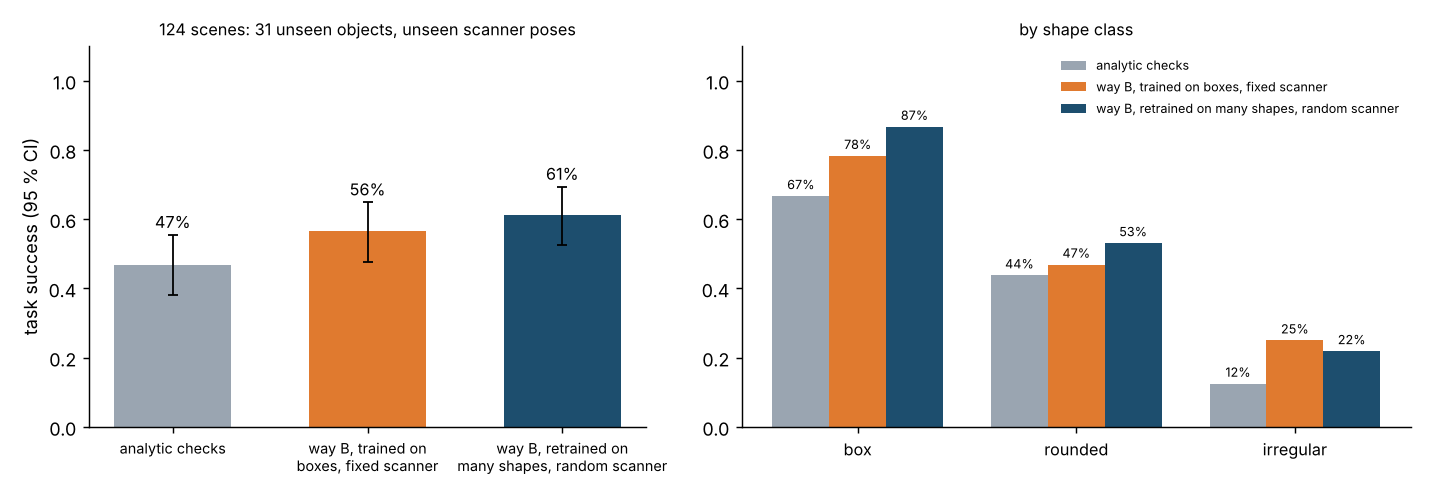 124 scenes: 31 unseen objects, unseen scanner poses
task success (95 % CI)
1.0
0.8
0.6
0.4
0.2
0.0
47%
56%
61%
analytic checks
way B, trained on
boxes, fixed scanner
way B, retrained on
many shapes, random scanner
by shape class
analytic checks
way B, trained on boxes, fixed scanner
way B, retrained on many shapes, random scanner
1.0
0.8
0.6
0.4
0.2
0.0
67%
78%
87%
44%
47%
53%
12%
25%
22%
box
rounded
irregular